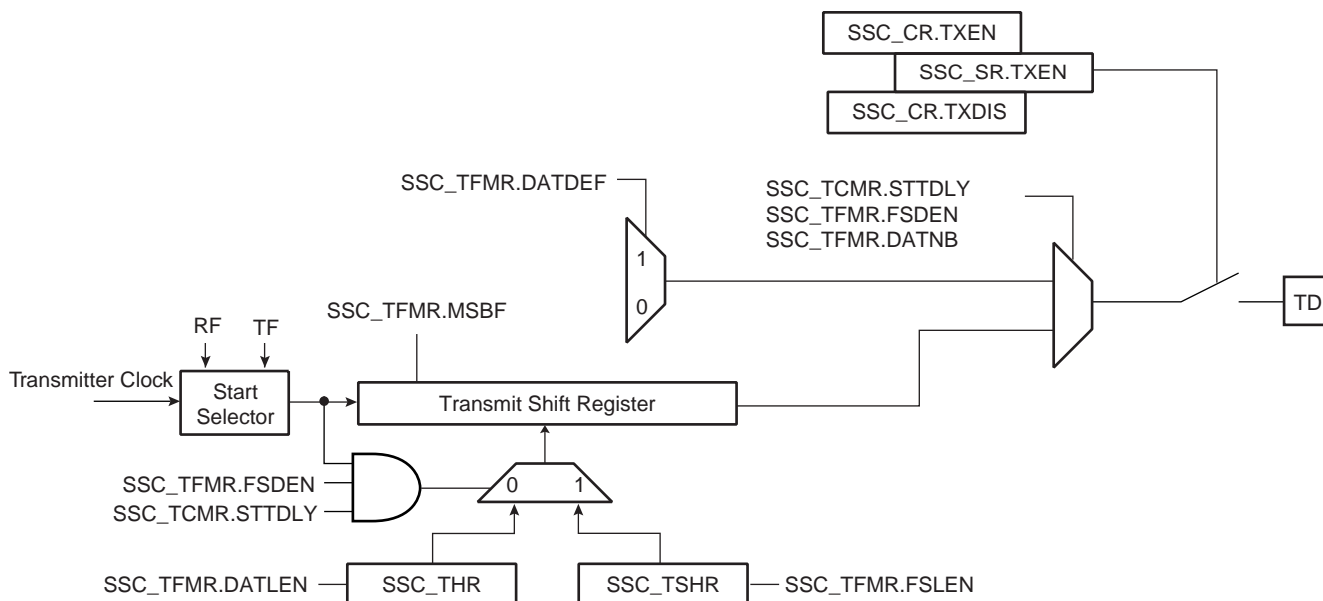 SSC_CR.TXEN
SSC_SR.TXEN
SSC_CR.TXDIS
SSC_TFMR.DATDEF
SSC_TCMR.STTDLY
SSC_TFMR.FSDEN
SSC_TFMR.DATNB
1
0
TD
SSC_TFMR.MSBF
RF
TF
Transmitter Clock
Start
Selector
Transmit Shift Register
SSC_TFMR.FSDEN
SSC_TCMR.STTDLY
0
1
SSC_TFMR.DATLEN
SSC_THR
SSC_TSHR
SSC_TFMR.FSLEN